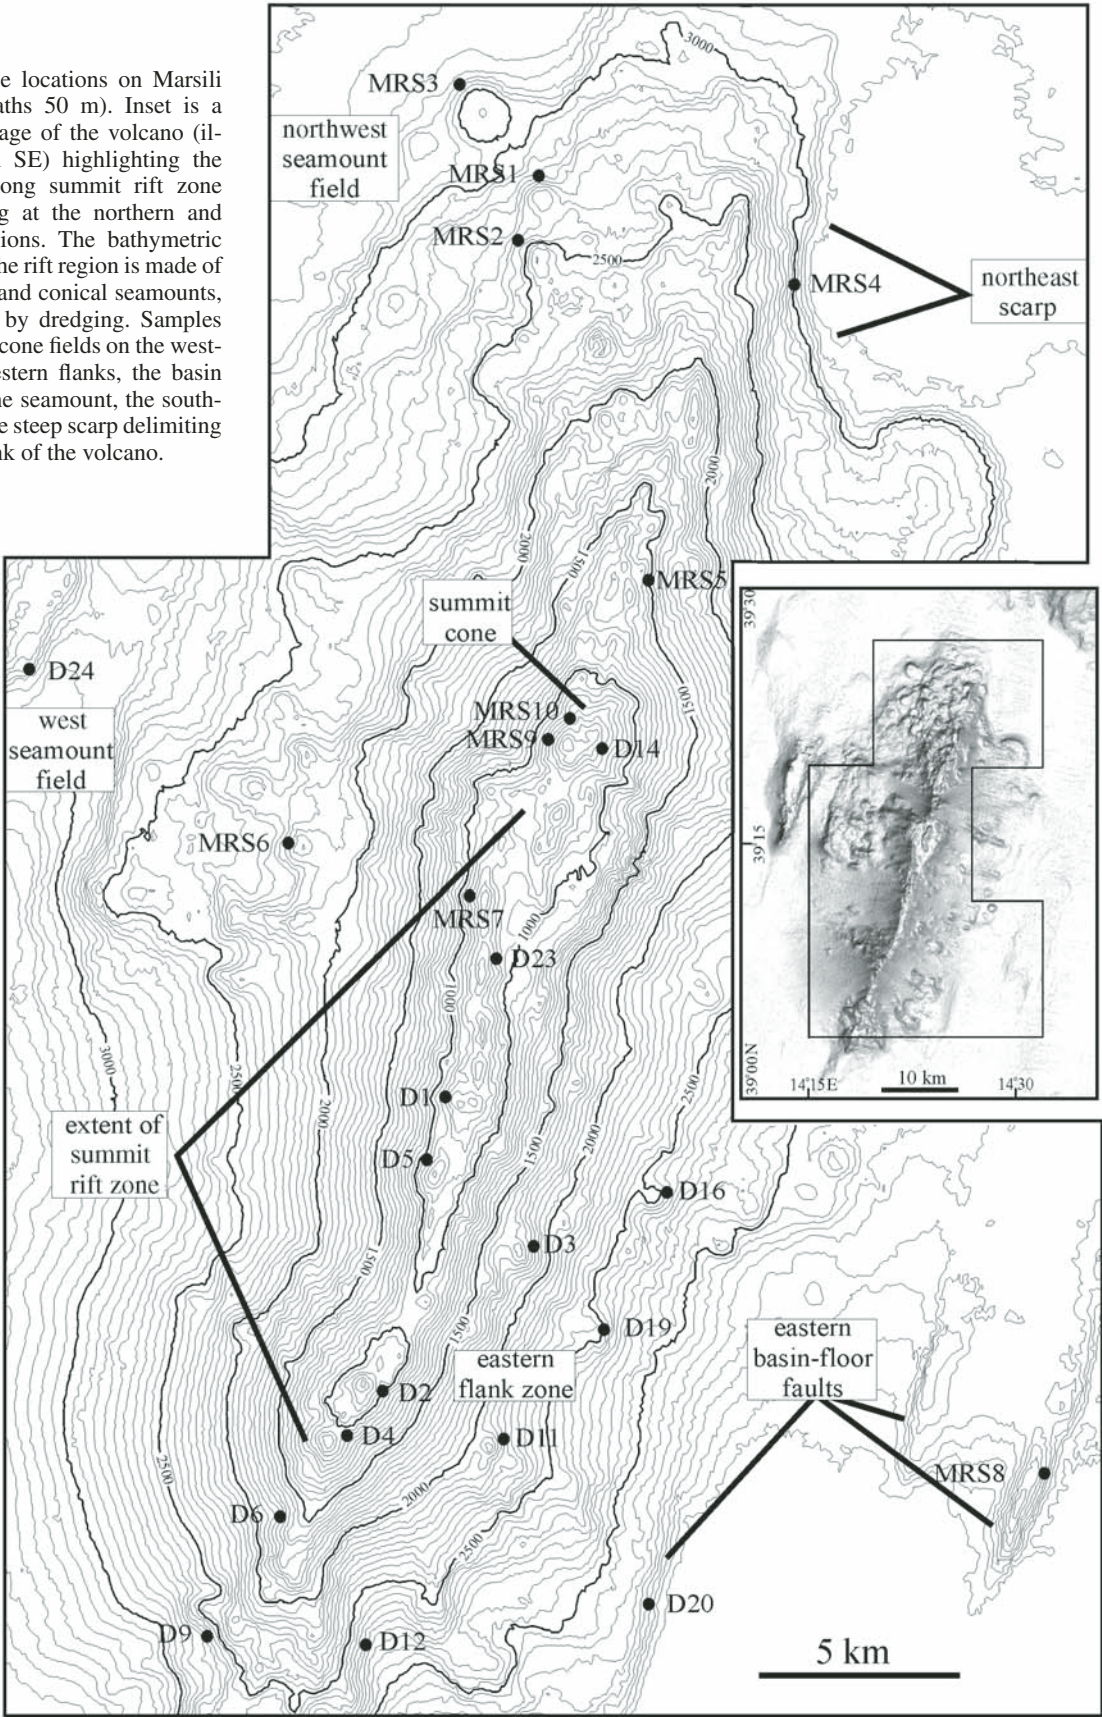 e locations on Marsili
aths 50 m). Inset is a
age of the volcano (il-
SE) highlighting the
ong summit rift zone
g at the northern and
ions. The bathymetric
he rift region is made of
and conical seamounts,
by dredging. Samples
cone fields on the west-
estern flanks, the basin
ne seamount, the south-
e steep scarp delimiting
nk of the volcano.
3000
MRS3
northwest
seamount
field
MRS1
MRS2
2500
MRS4
northeast
scarp
2000
2000
1500
MRS5
summit
cone
D24
west
seamount
field
1500
MRS10
MRS9
D14
MRS6
MRS7
1000
D23
1000
39°30
39°15
39°00N
14°15E
10 km
14°30
3000
2500
2000
D1
2500
extent of
summit
rift zone
D5
1500
2000
D16
D3
1500
D19
1500
eastern
flank zone
eastern
basin-floor
faults
D2
D4
D11
2500
MRS8
D6
2000
2500
D20
D9
D12
5 km